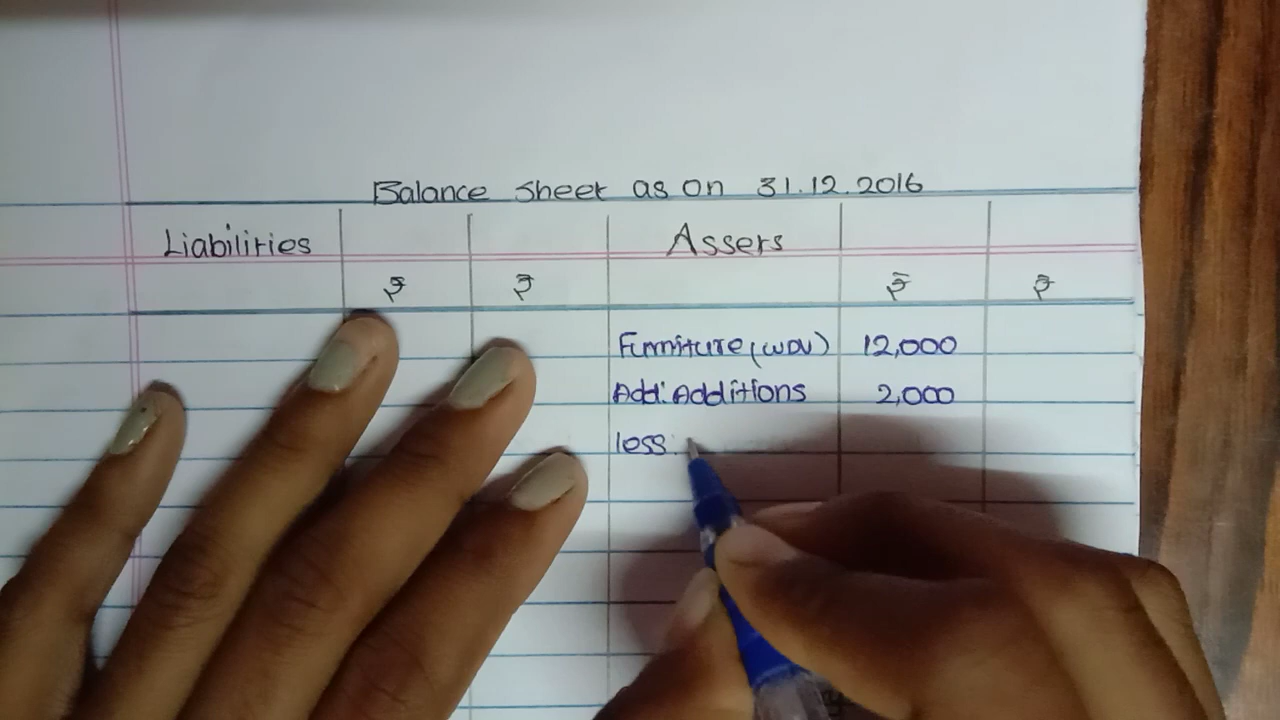 Balance Sheet as on 31.12.2016
Liabilities Assets
₹ ₹ ₹ ₹
Furniture (WDV) 12,000
Add: Additions 2,000
less: